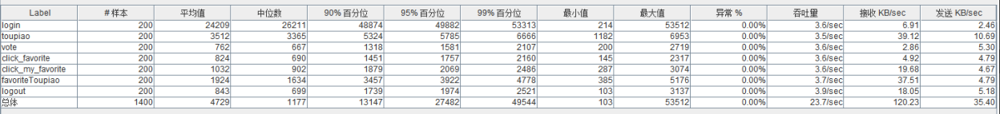 Label # 样本 平均值 中位数 90% 百分位 95% 百分位 99% 百分位 最小值 最大值 异常 % 吞吐量 接收 KB/sec 发送 KB/sec
login 200 24209 26211 48874 49882 53313 214 53512 0.00% 3.6/sec 6.91 2.46
toupiao 200 3512 3365 5324 5785 6666 1182 6953 0.00% 3.5/sec 39.12 10.69
vote 200 762 667 1318 1581 2107 200 2719 0.00% 3.6/sec 2.86 5.30
click_favorite 200 824 690 1451 1757 2160 145 2317 0.00% 3.6/sec 4.92 4.79
click_my_favorite 200 1032 902 1879 2069 2486 287 3074 0.00% 3.6/sec 19.68 4.67
favoriteToupiao 200 1924 1634 3457 3922 4778 385 5176 0.00% 3.7/sec 37.51 4.79
logout 200 843 699 1739 1974 2521 103 3137 0.00% 3.9/sec 18.05 5.18
总体 1400 4729 1177 13147 27482 49544 103 53512 0.00% 23.7/sec 120.23 35.40